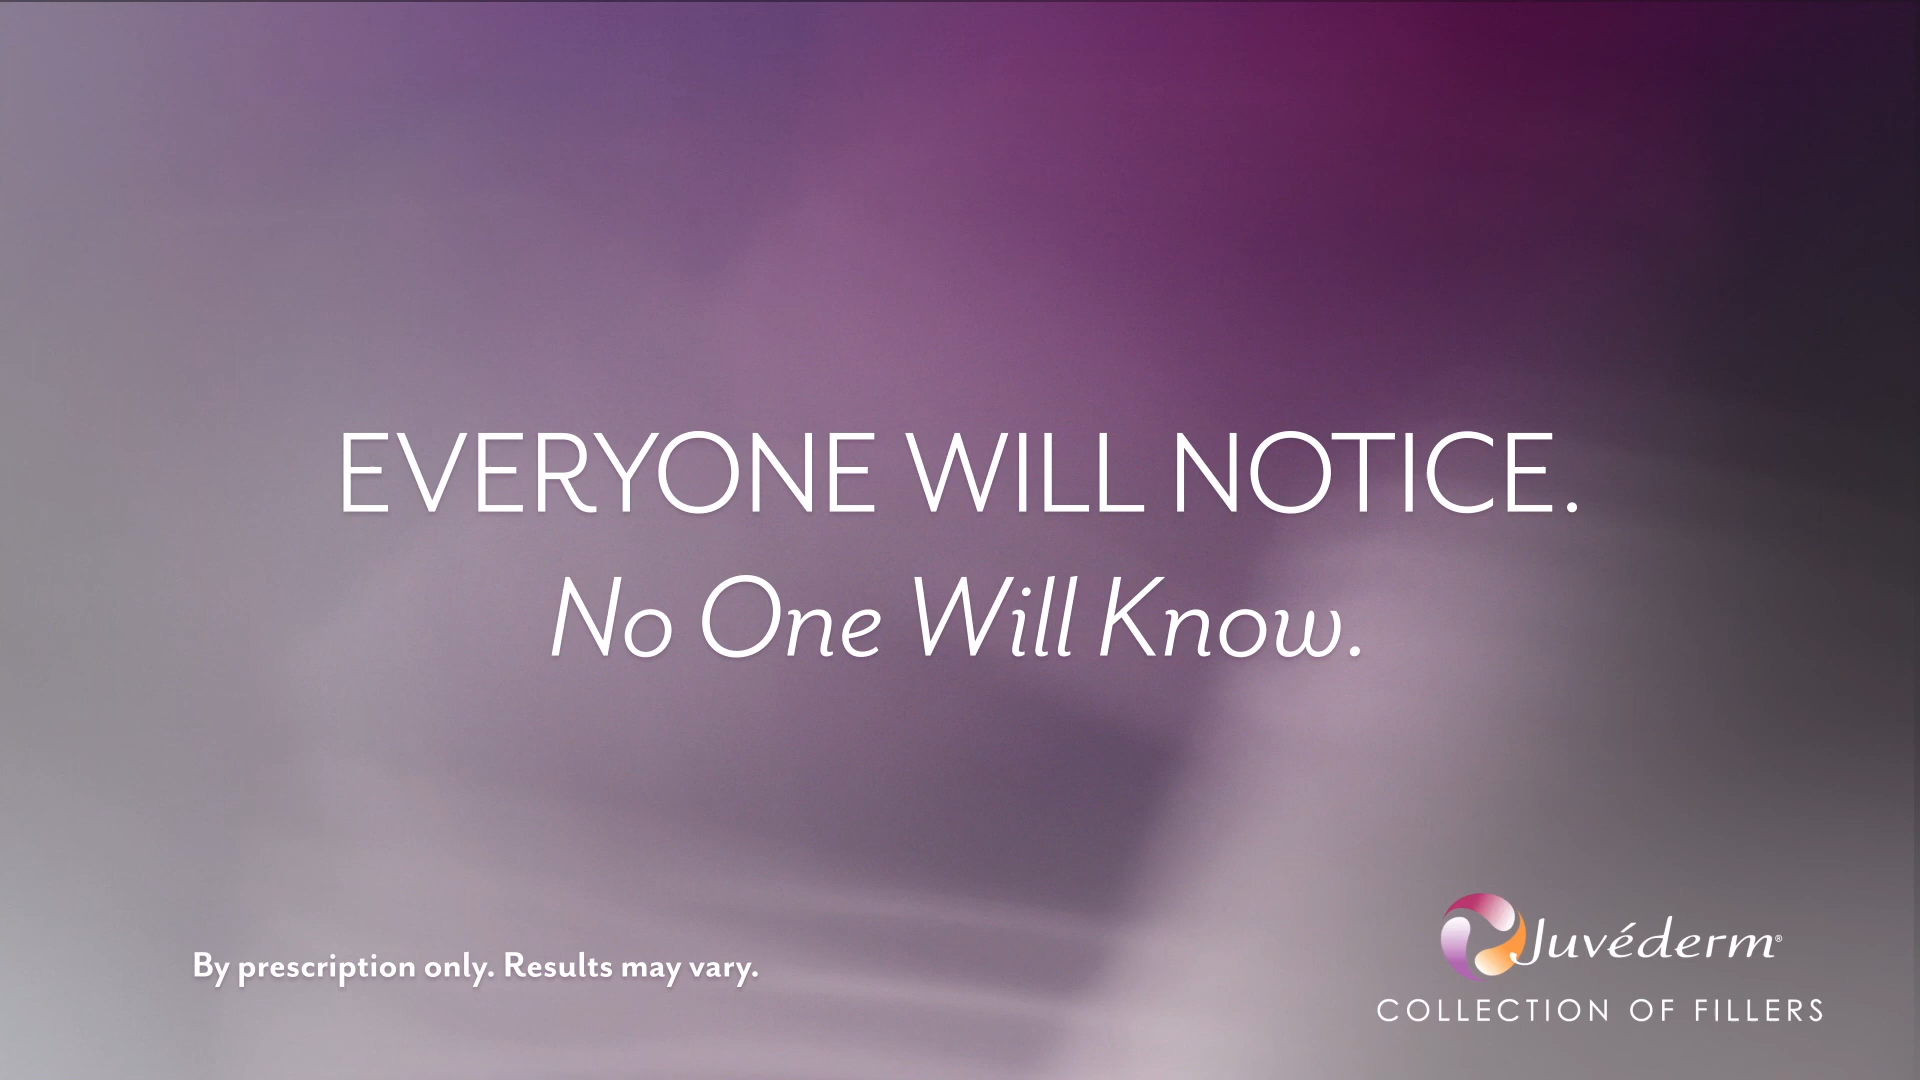 EVERYONE WILL NOTICE.
No One Will Know.
By prescription only. Results may vary.
Juvéderm®
COLLECTION OF FILLERS